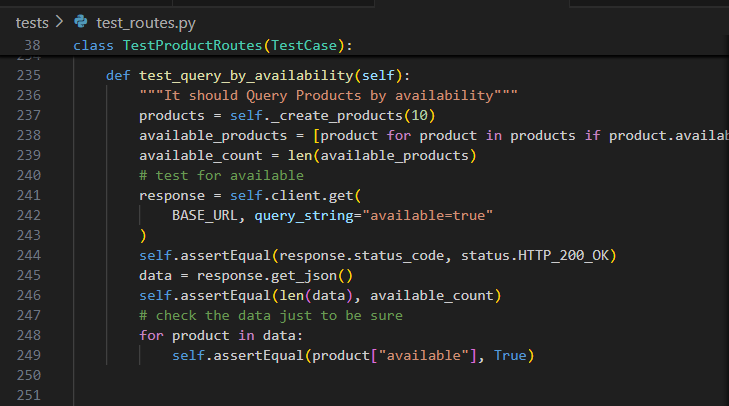 tests > test_routes.py
38 class TestProductRoutes(TestCase):
235 def test_query_by_availability(self):
236 """It should Query Products by availability"""
237 products = self._create_products(10)
238 available_products = [product for product in products if product.availab
239 available_count = len(available_products)
240 # test for available
241 response = self.client.get(
242 BASE_URL, query_string="available=true"
243 )
244 self.assertEqual(response.status_code, status.HTTP_200_OK)
245 data = response.get_json()
246 self.assertEqual(len(data), available_count)
247 # check the data just to be sure
248 for product in data:
249 self.assertEqual(product["available"], True)
250
251